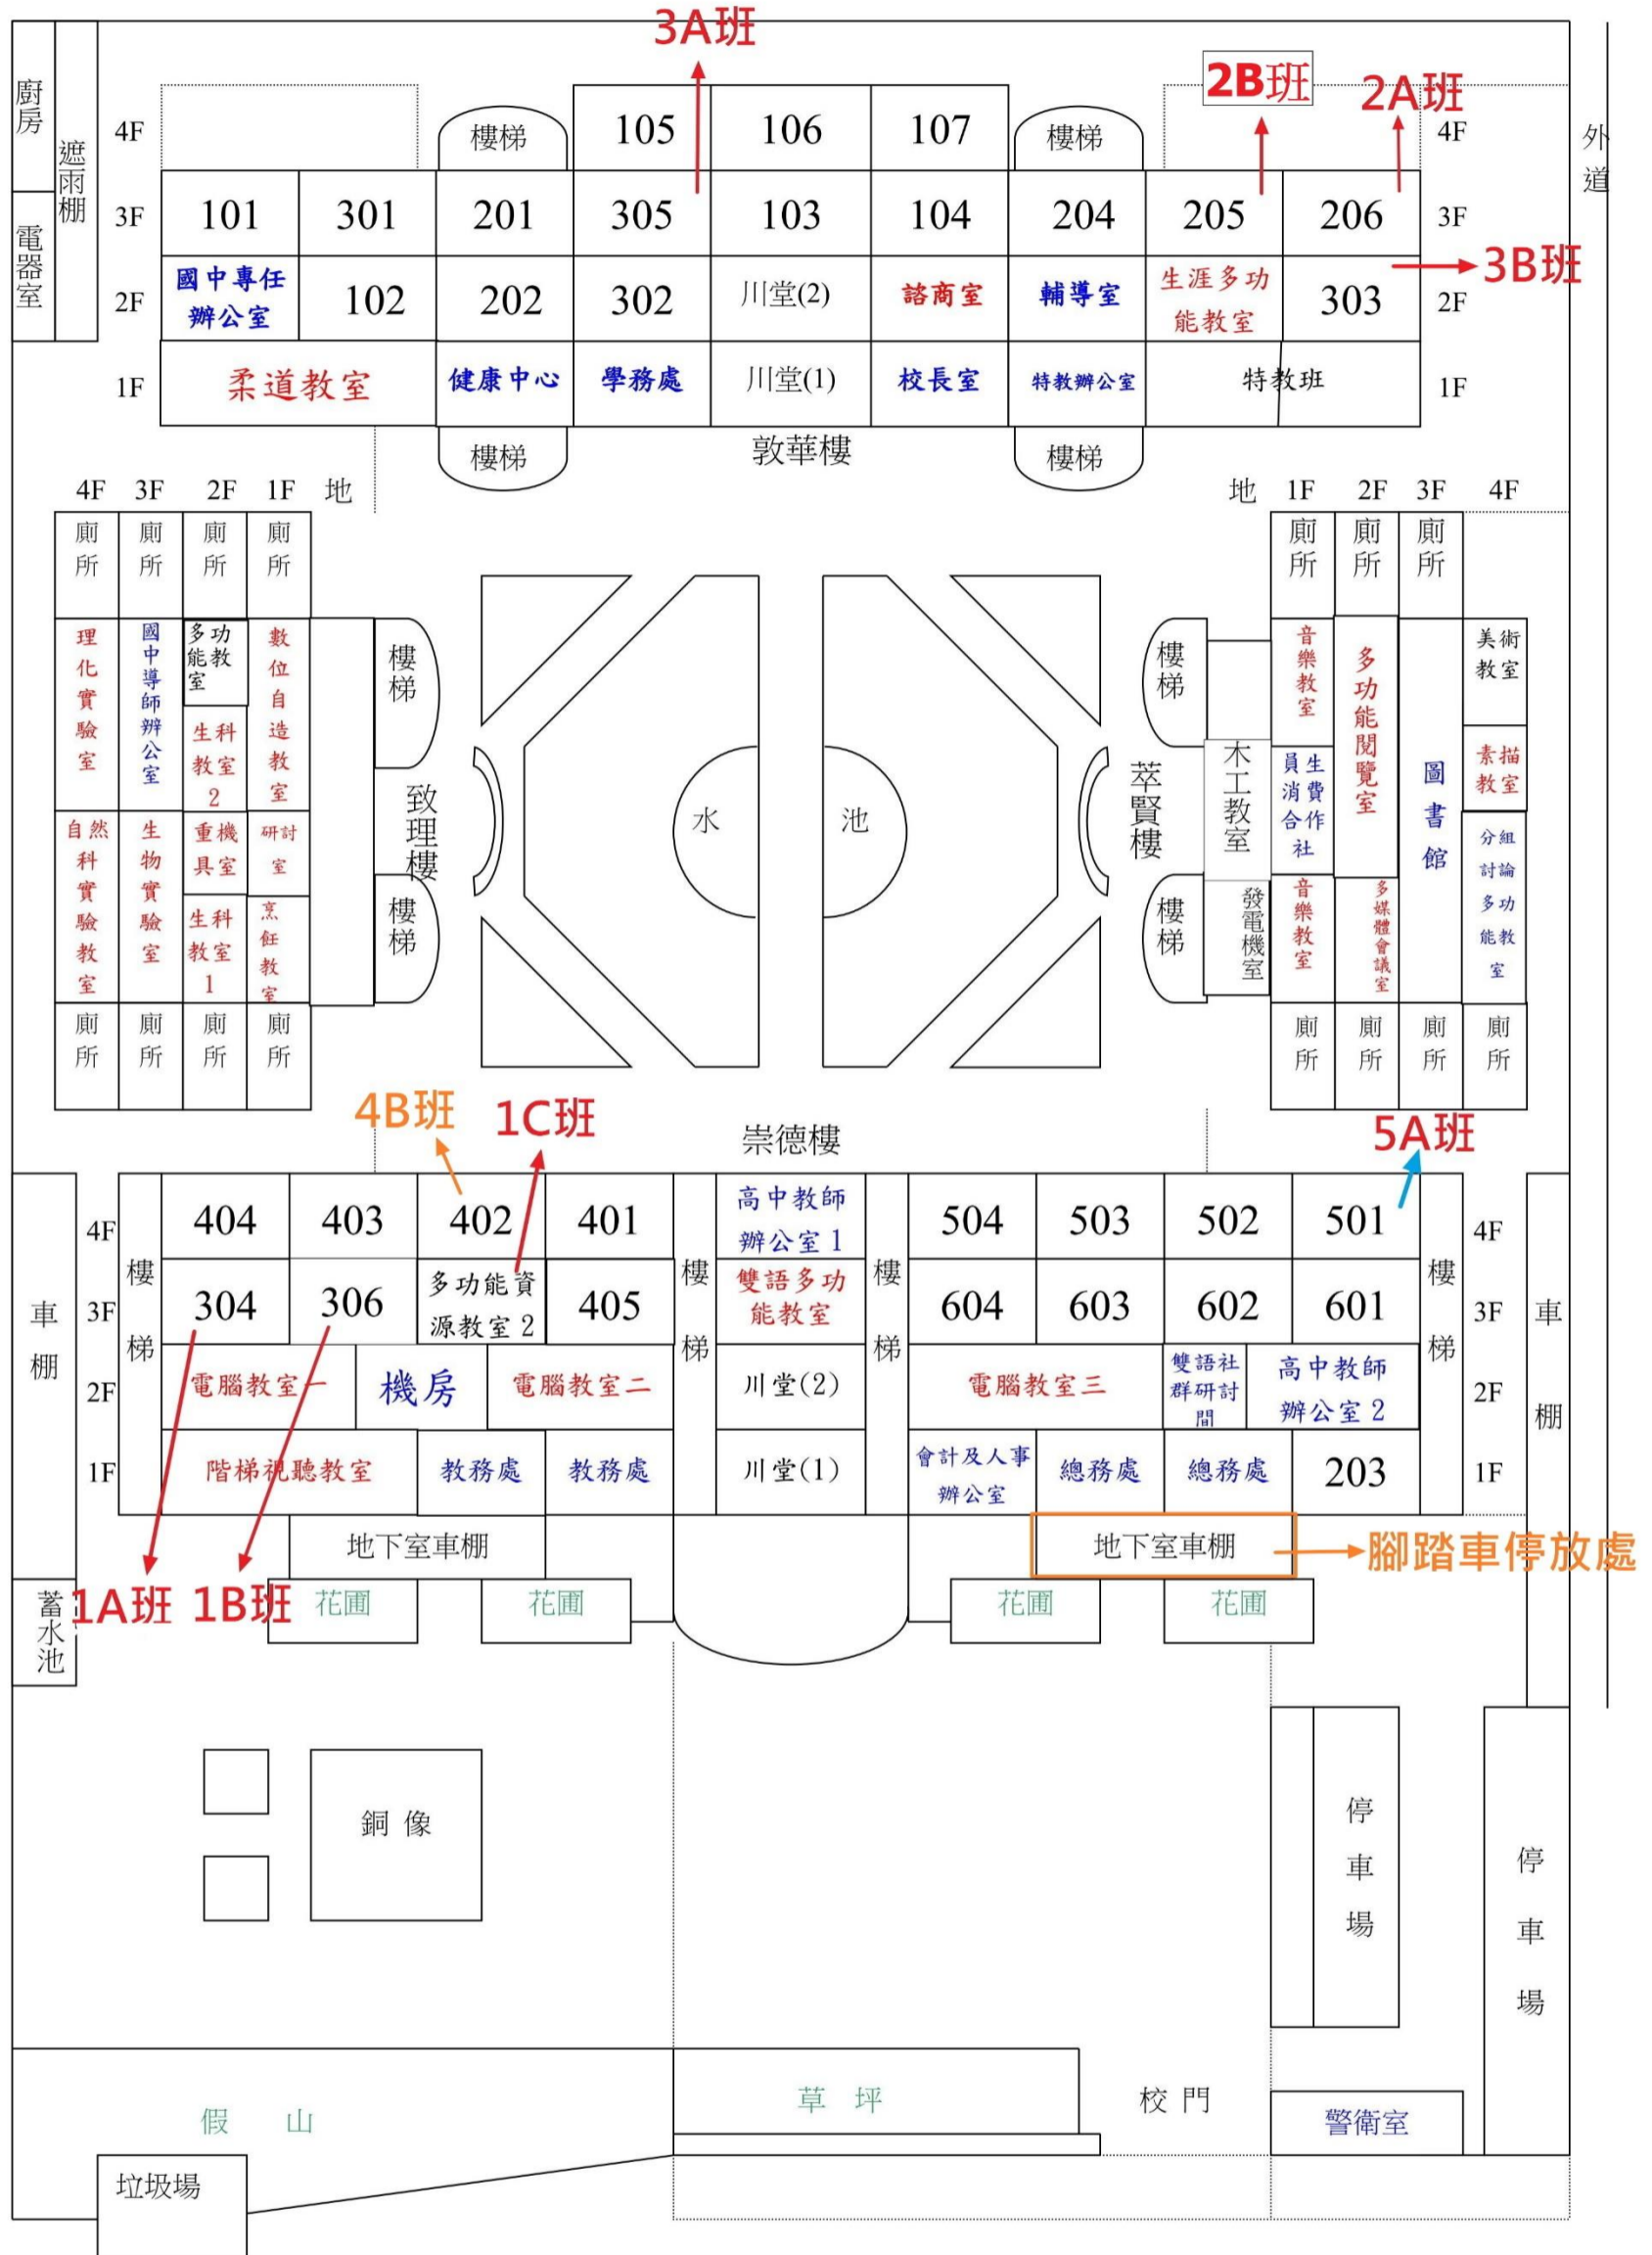 3A班
2B班
2A班
廚房
遮雨棚
4F
樓梯
105
106
107
樓梯
4F
外道
電器室
3F
101
301
201
305
103
104
204
205
206
3F
3B班
2F
國中專任
辦公室
102
202
302
川堂(2)
諮商室
輔導室
生涯多功
能教室
303
2F
1F
柔道教室
健康中心
學務處
川堂(1)
校長室
特教辦公室
特教班
1F
樓梯
敦華樓
樓梯
4F 3F 2F 1F 地
地 1F 2F 3F 4F
廁所
廁所
廁所
廁所
廁所
廁所
廁所
理化實驗室
國中導師辦公室
多功
能教
室
生科
教室
2
數位自造教室
樓梯
致理樓
自然
科實驗教室
生物實驗室
重機
具室
生科
教室
1
研討
室
烹飪教室
樓梯
廁所
廁所
廁所
廁所
水 池
樓梯
萃賢樓
樓梯
木工教室
發電機室
音樂教室
員生
消費
合作
社
音樂教室
多功能閱覽室
多媒體會議室
圖書館
美術
教室
素描
教室
分組
討論
多功
能教
室
廁所
廁所
廁所
廁所
4B班
1C班
崇德樓
5A班
車棚
4F
樓梯
404
403
402
401
樓梯
高中教師
辦公室1
樓梯
504
503
502
501
樓梯
4F
車棚
3F
304
306
多功能資
源教室2
405
雙語多功
能教室
604
603
602
601
3F
2F
電腦教室一
機房
電腦教室二
川堂(2)
電腦教室三
雙語社
群研討
間
高中教師
辦公室2
2F
1F
階梯視聽教室
教務處
教務處
川堂(1)
會計及人事
辦公室
總務處
總務處
203
1F
地下室車棚
地下室車棚
腳踏車停放處
蓄水池
1A班
1B班
花圃
花圃
花圃
花圃
銅像
停車場
停車場
假山
草坪
校門
警衛室
垃圾場